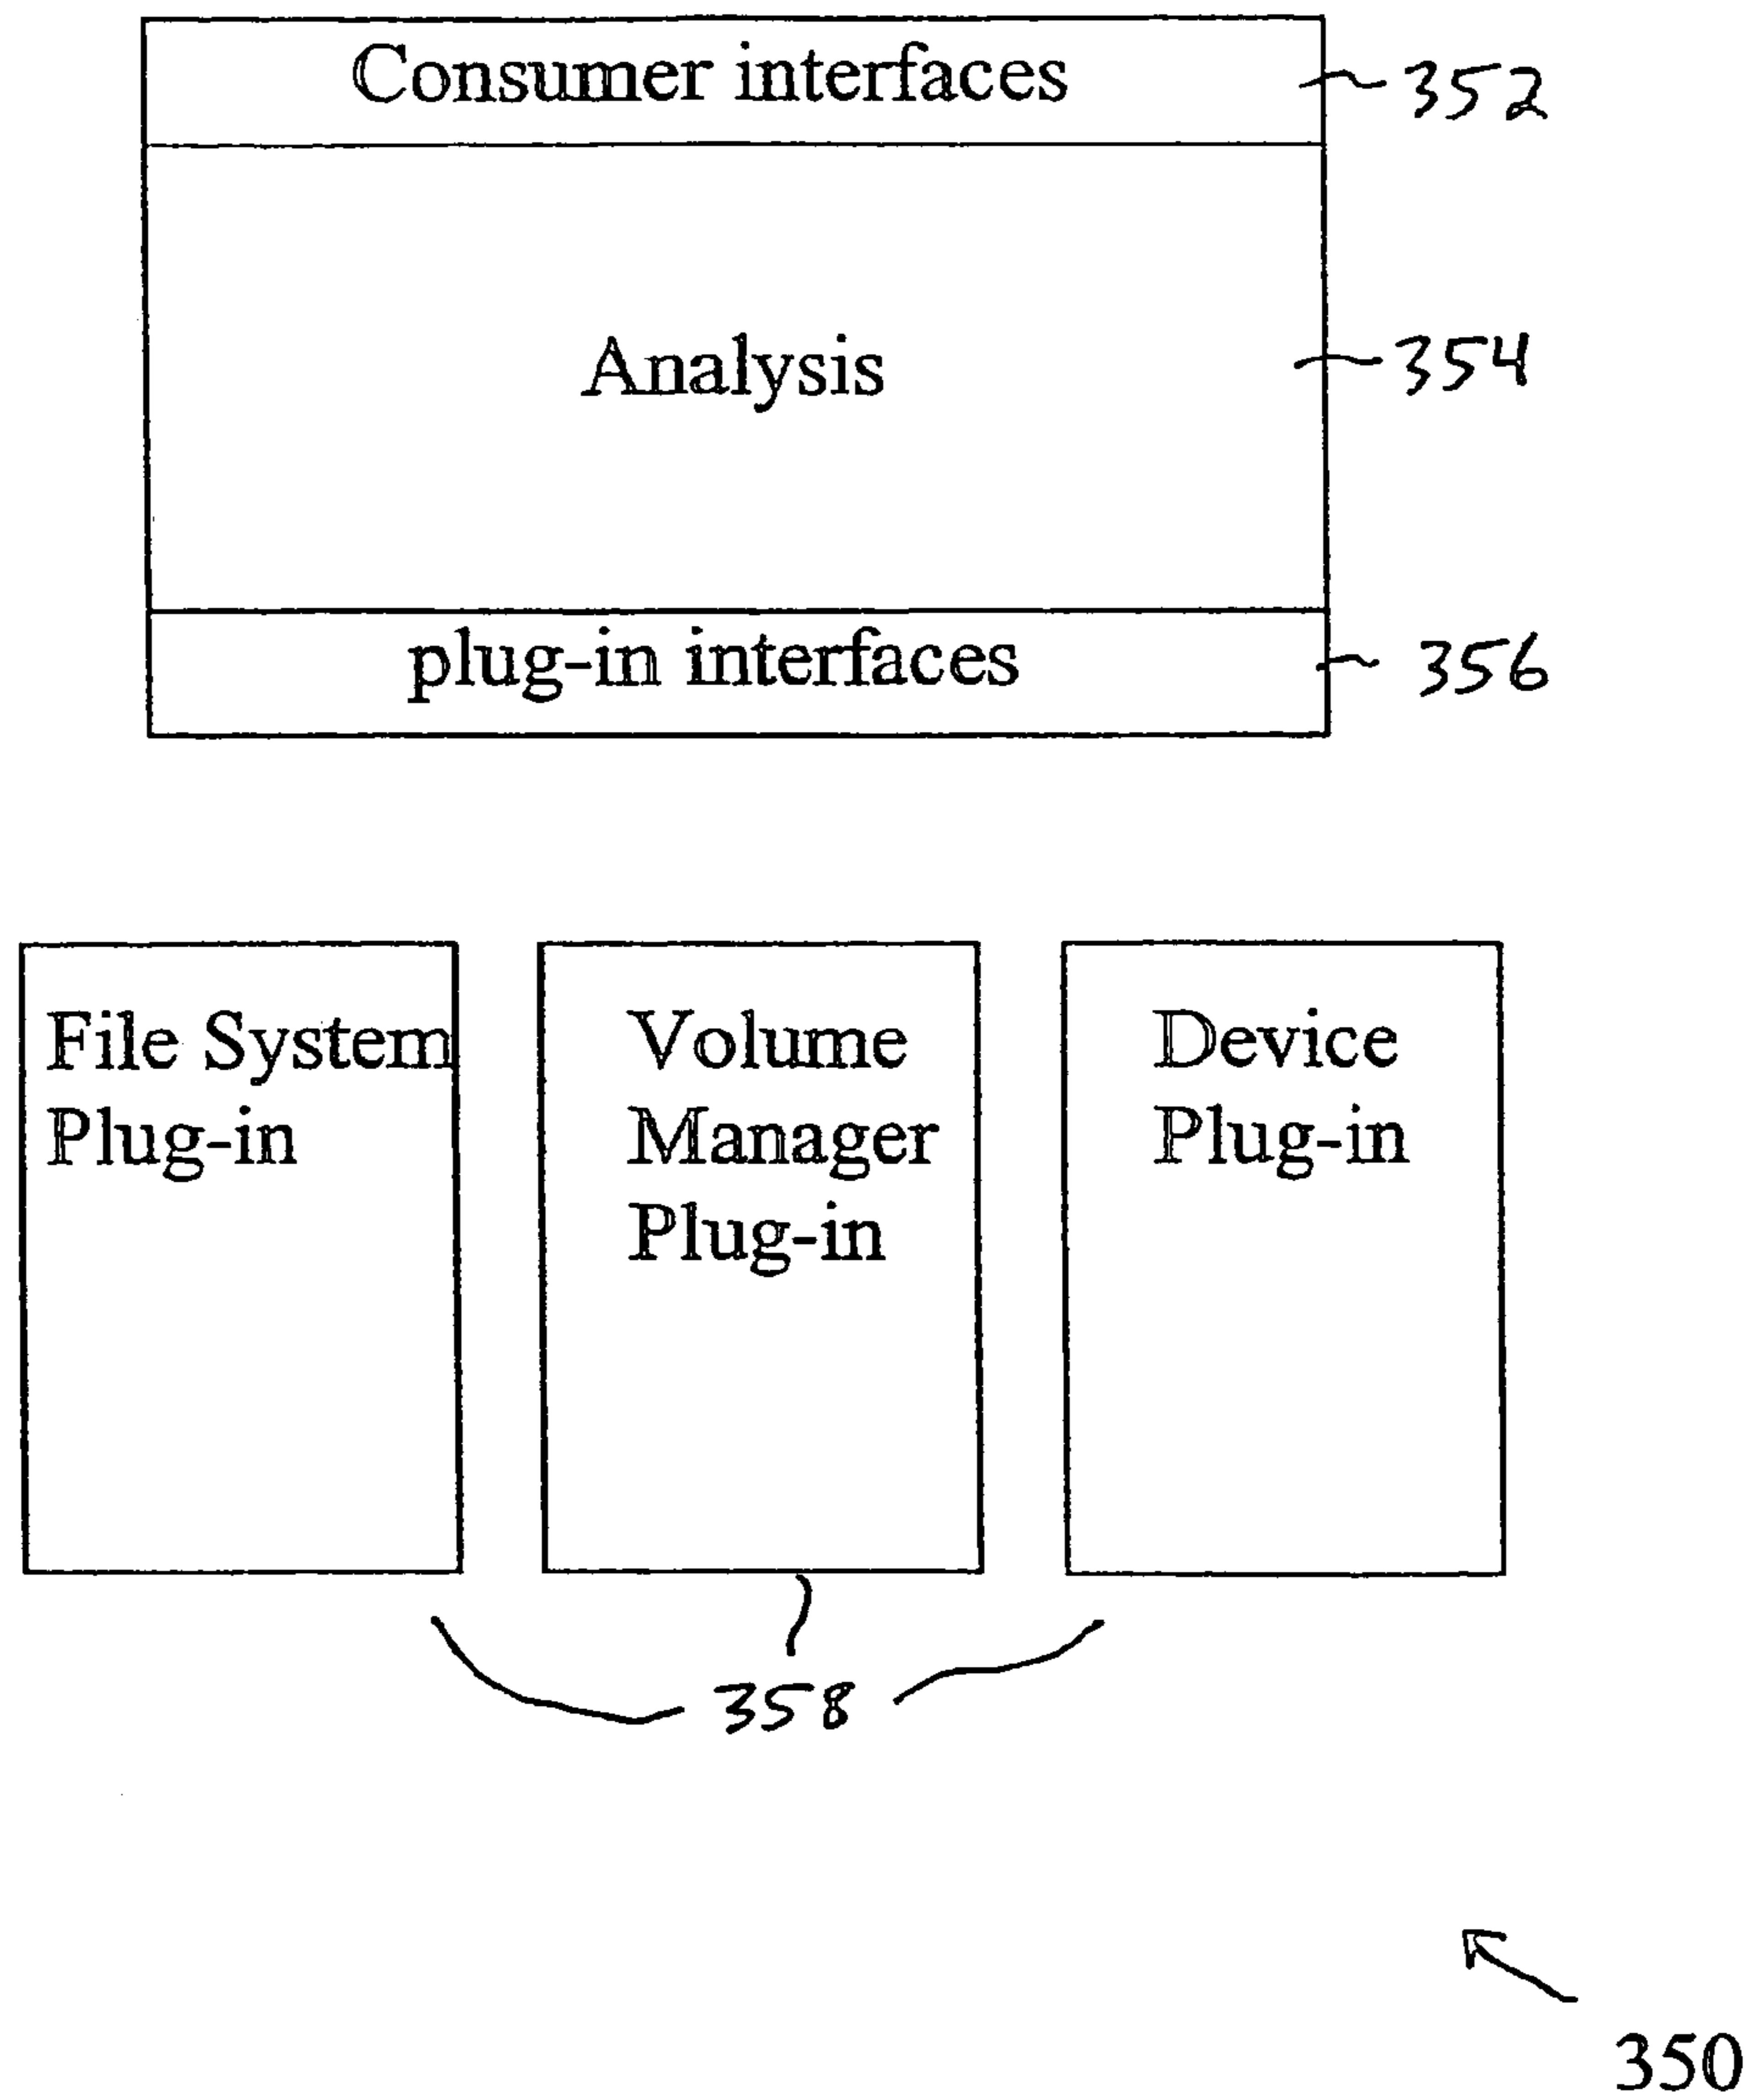 Consumer interfaces
352
Analysis
354
plug-in interfaces
356
File System
Plug-in
Volume
Manager
Plug-in
Device
Plug-in
358
350